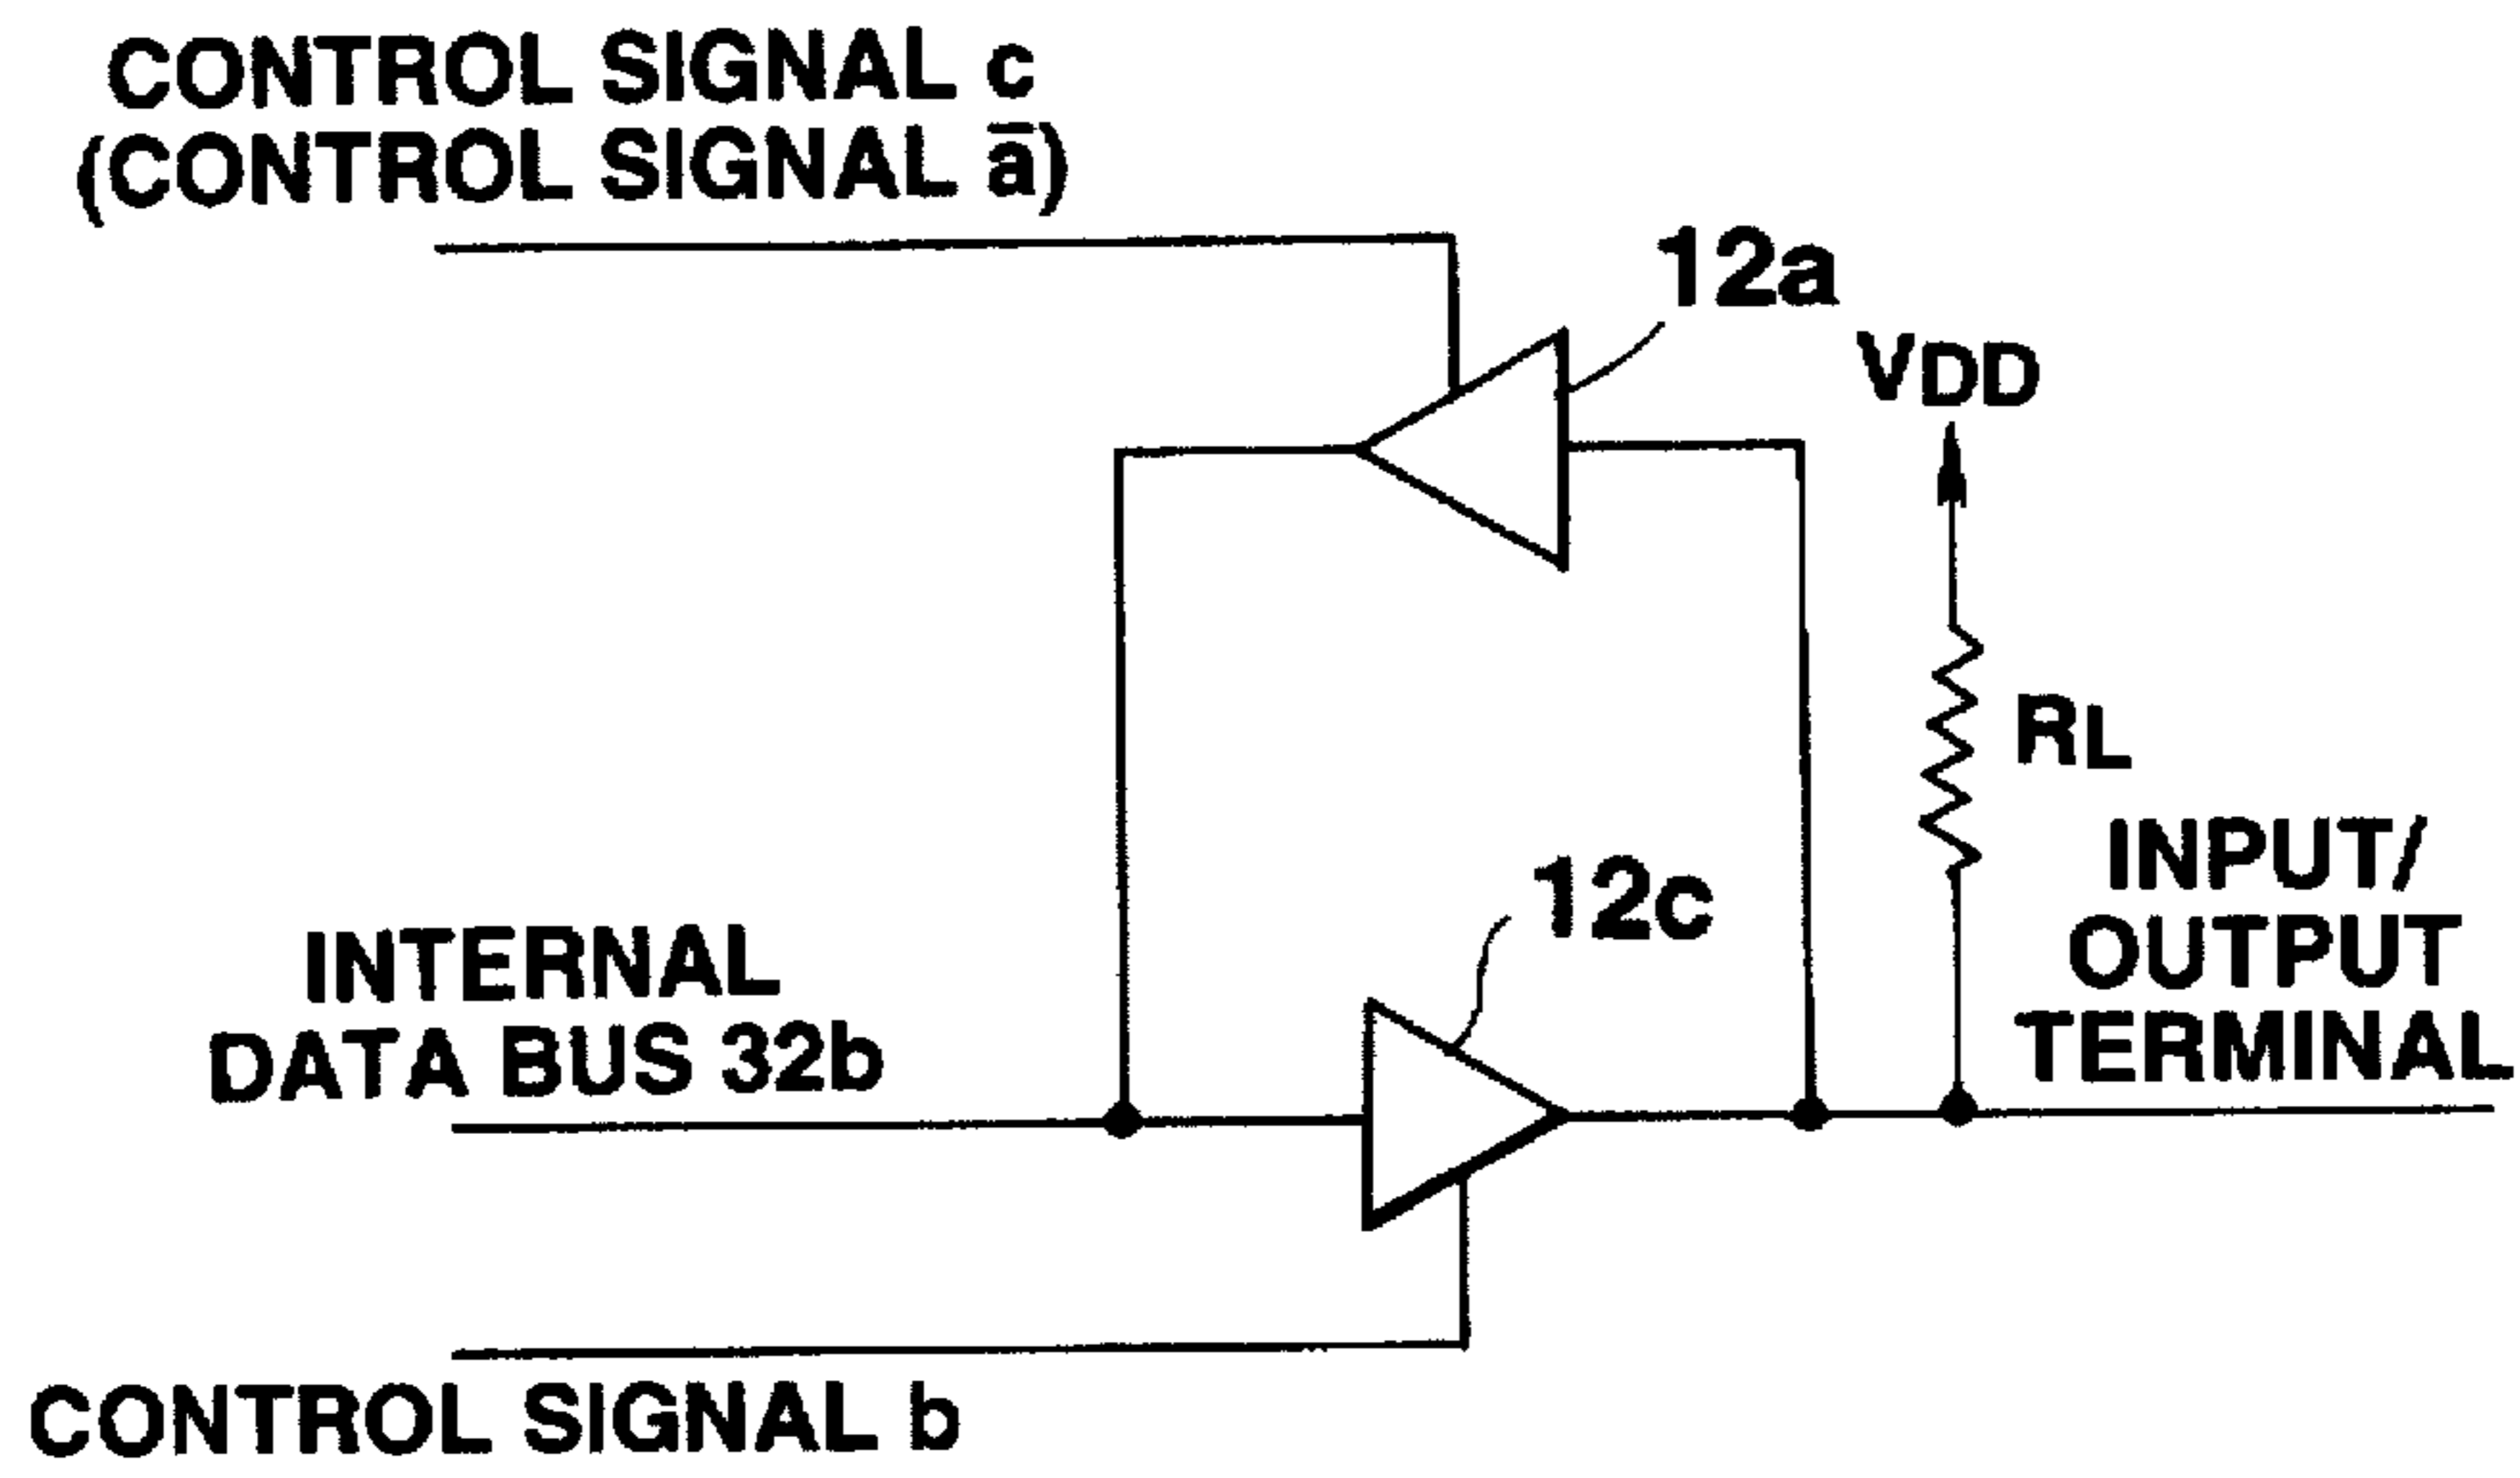 CONTROL SIGNAL c
(CONTROL SIGNAL a̅)
12a
VDD
RL
INPUT/
OUTPUT
TERMINAL
12c
INTERNAL
DATA BUS 32b
CONTROL SIGNAL b